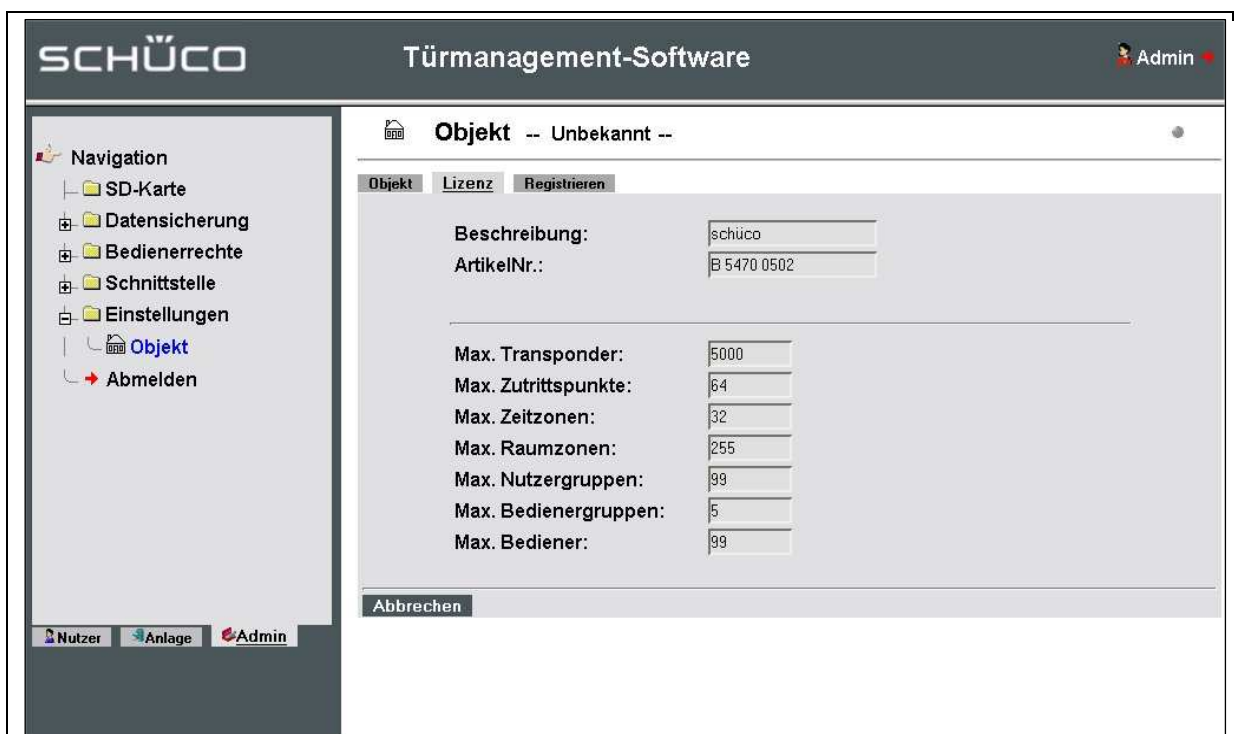 SCHÜCO Türmanagement-Software Admin
Navigation
SD-Karte
Datensicherung
Bedienerrechte
Schnittstelle
Einstellungen
Objekt
Abmelden
Nutzer Anlage Admin
Objekt -- Unbekannt --
Objekt Lizenz Registrieren
Beschreibung: schüco
ArtikelNr.: B 5470 0502
Max. Transponder: 5000
Max. Zutrittspunkte: 64
Max. Zeitzonen: 32
Max. Raumzonen: 255
Max. Nutzergruppen: 99
Max. Bedienergruppen: 5
Max. Bediener: 99
Abbrechen